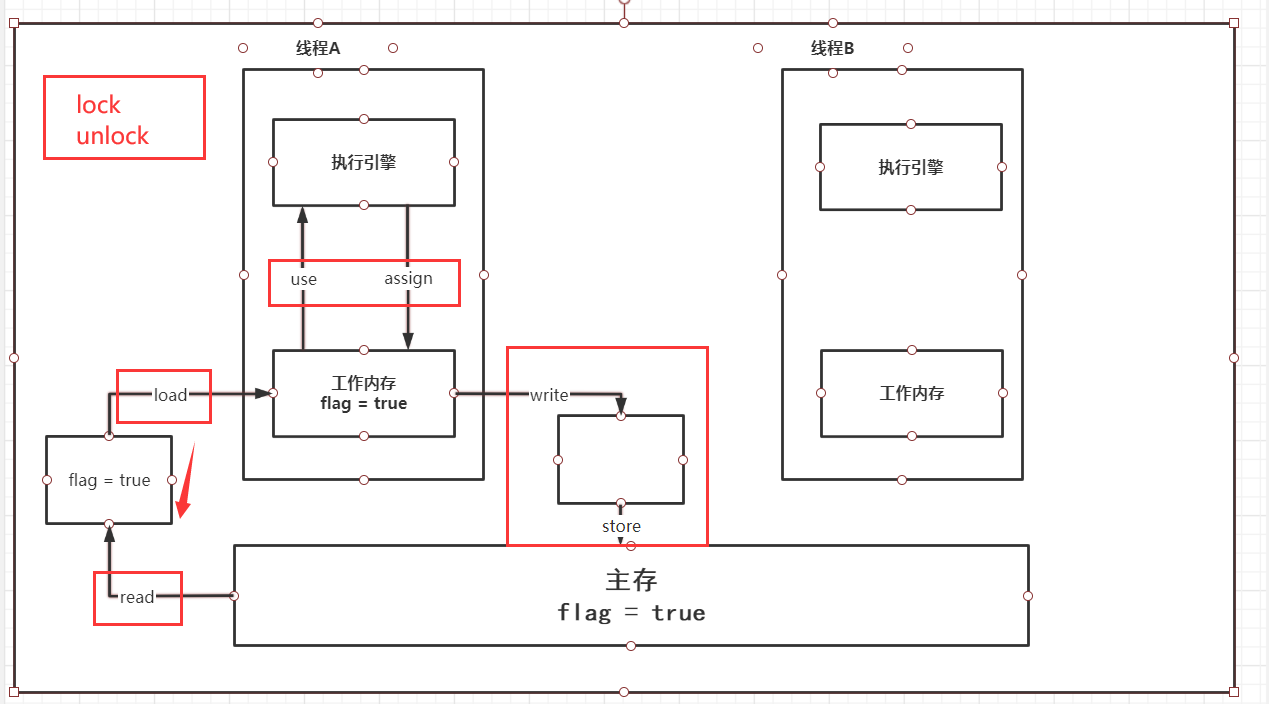 线程A
线程B
lock
unlock
执行引擎
执行引擎
use
assign
工作内存
flag = true
工作内存
load
write
flag = true
store
read
主存
flag = true